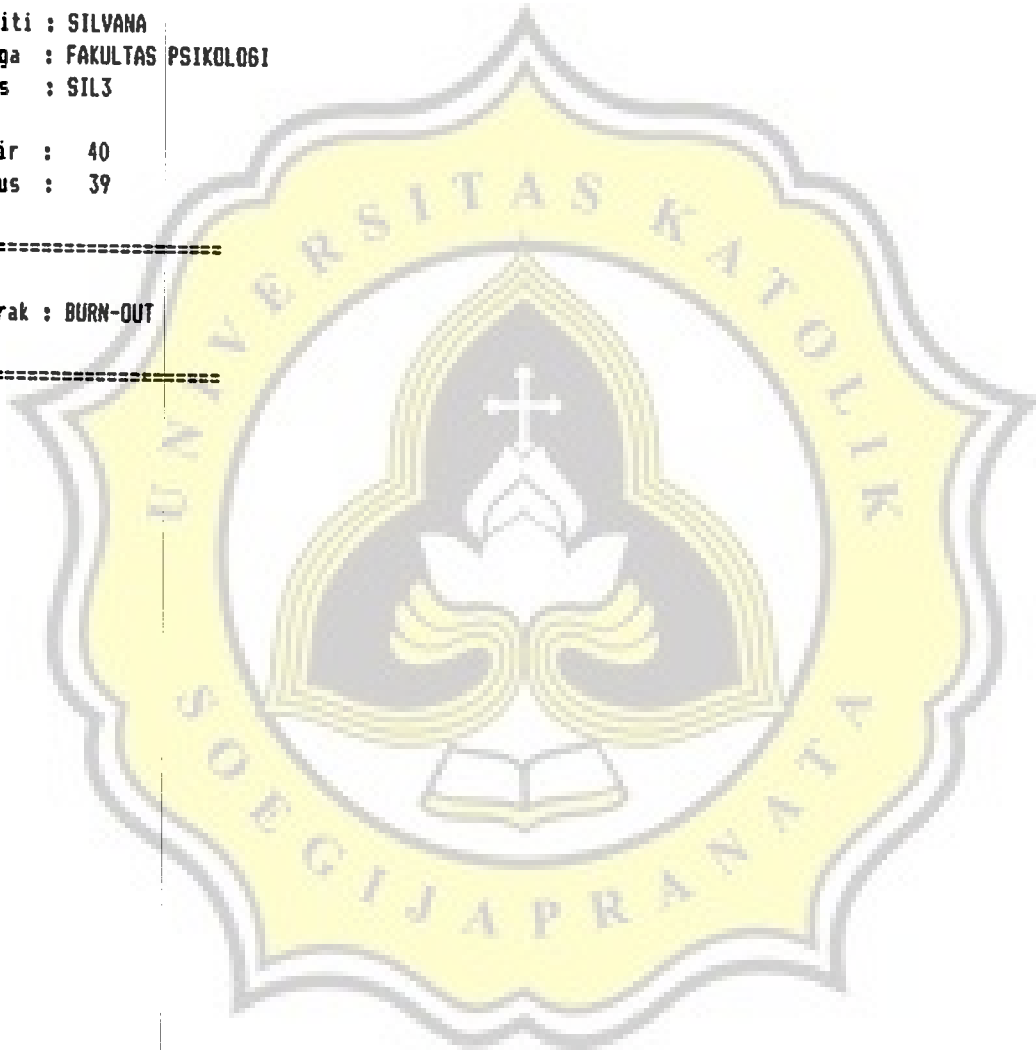 iti : SILVANA
ga : FAKULTAS PSIKOLOGI
s : SIL3
ir : 40
us : 39
=====================
rak : BURN-OUT
=====================
UNIVERSITAS KATOLIK
SOEGIJAPRANATA